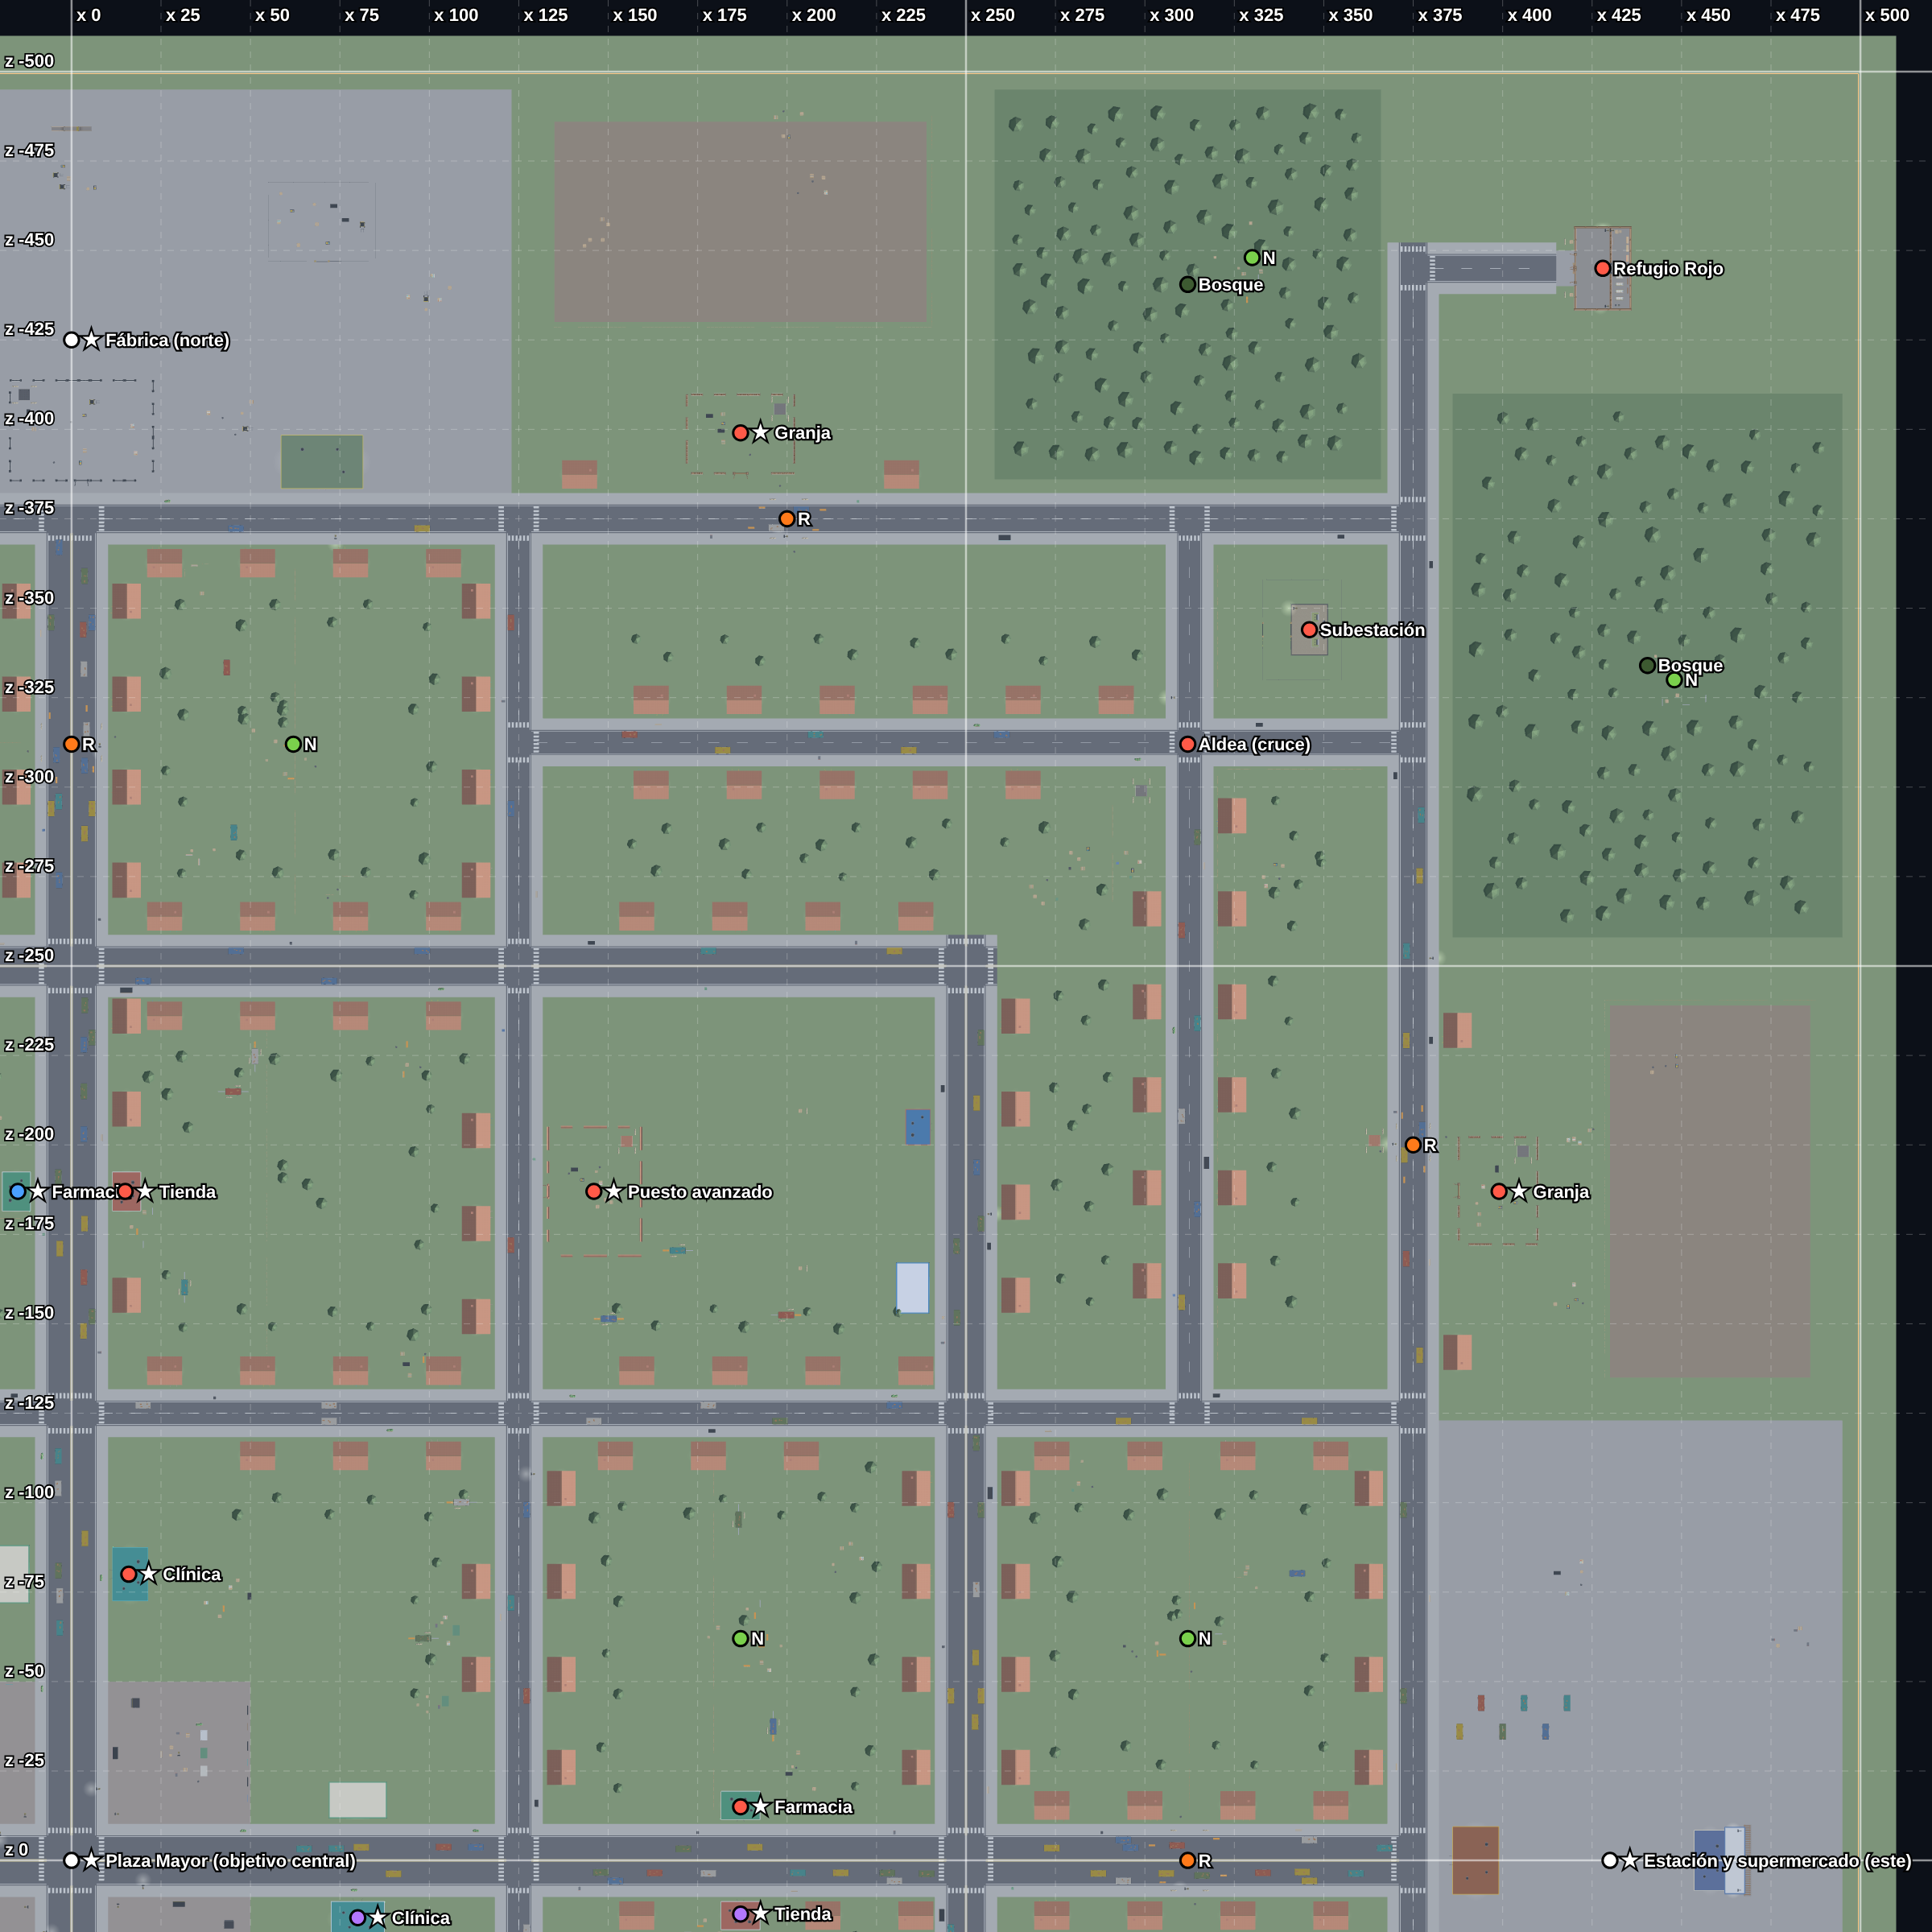 x 0 x 25 x 50 x 75 x 100 x 125 x 150 x 175 x 200 x 225 x 250 x 275 x 300 x 325 x 350 x 375 x 400 x 425 x 450 x 475 x 500
z -500
z -475
z -450
N
Refugio Rojo
Bosque
z -425
Fábrica (norte)
z -400
Granja
z -375
R
z -350
Subestación
Bosque
N
z -325
R
N
Aldea (cruce)
z -300
z -275
z -250
z -225
z -200
R
Farmaci
Tienda
Puesto avanzado
Granja
z -175
z -150
z -125
z -100
Clínica
z -75
N
N
z -50
z -25
Farmacia
z 0
Plaza Mayor (objetivo central)
R
Estación y supermercado (este)
Clínica
Tienda